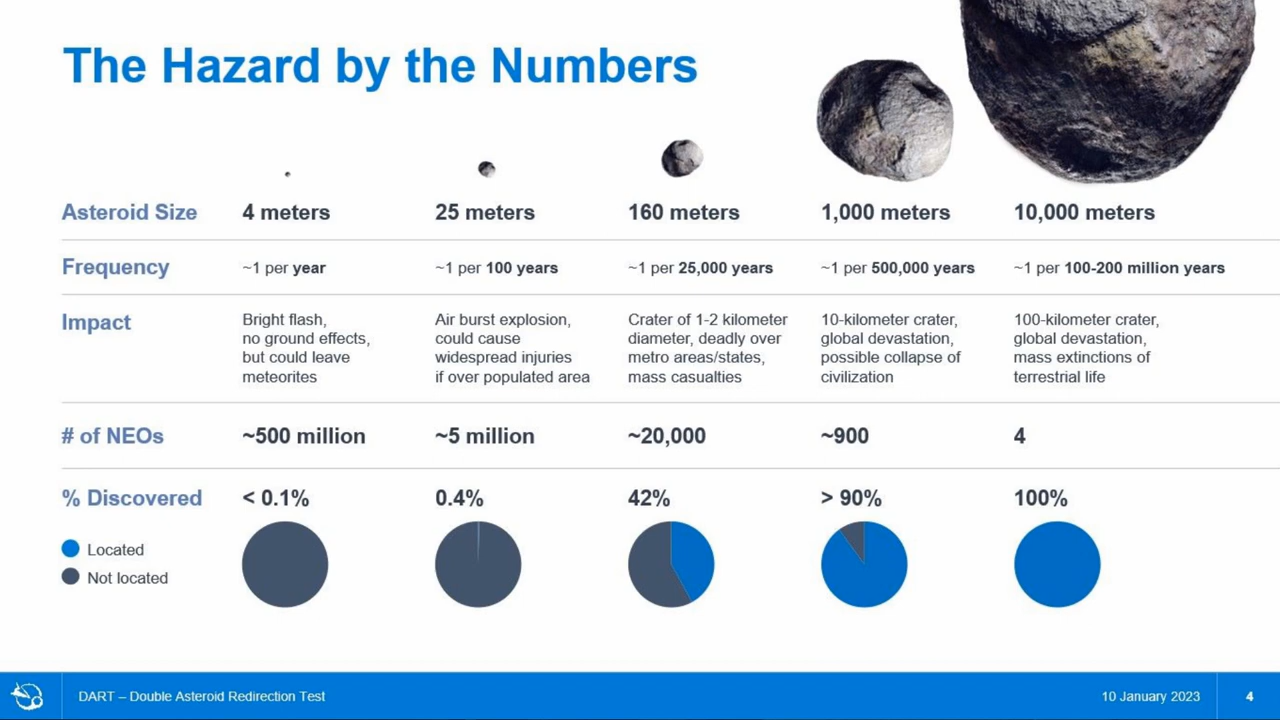 The Hazard by the Numbers
Asteroid Size 4 meters 25 meters 160 meters 1,000 meters 10,000 meters
Frequency ~1 per year ~1 per 100 years ~1 per 25,000 years ~1 per 500,000 years ~1 per 100-200 million years
Impact
Bright flash,
no ground effects,
but could leave
meteorites
Air burst explosion,
could cause
widespread injuries
if over populated area
Crater of 1-2 kilometer
diameter, deadly over
metro areas/states,
mass casualties
10-kilometer crater,
global devastation,
possible collapse of
civilization
100-kilometer crater,
global devastation,
mass extinctions of
terrestrial life
# of NEOs ~500 million ~5 million ~20,000 ~900 4
% Discovered < 0.1% 0.4% 42% > 90% 100%
Located
Not located
DART – Double Asteroid Redirection Test 10 January 2023 4